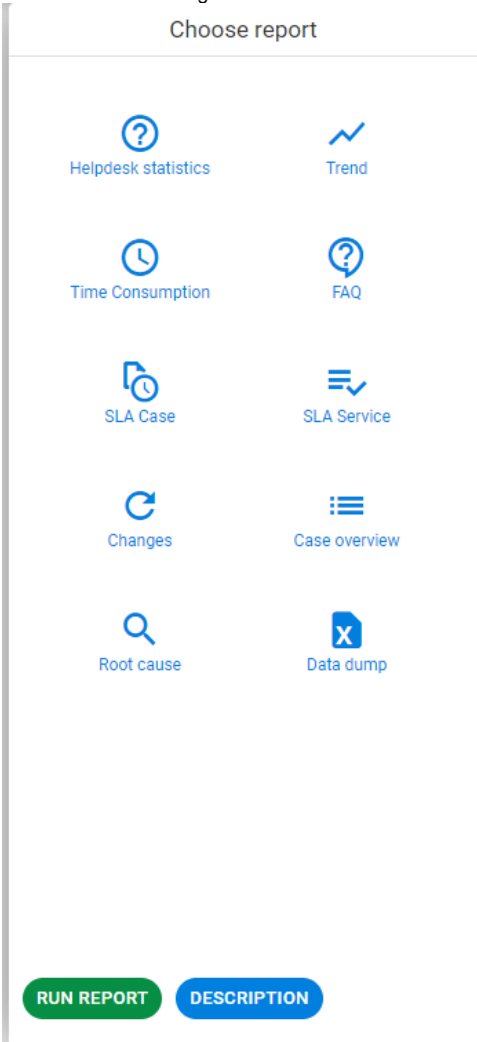 Choose report
Helpdesk statistics
Trend
Time Consumption
FAQ
SLA Case
SLA Service
Changes
Case overview
Root cause
X
Data dump
RUN REPORT
DESCRIPTION